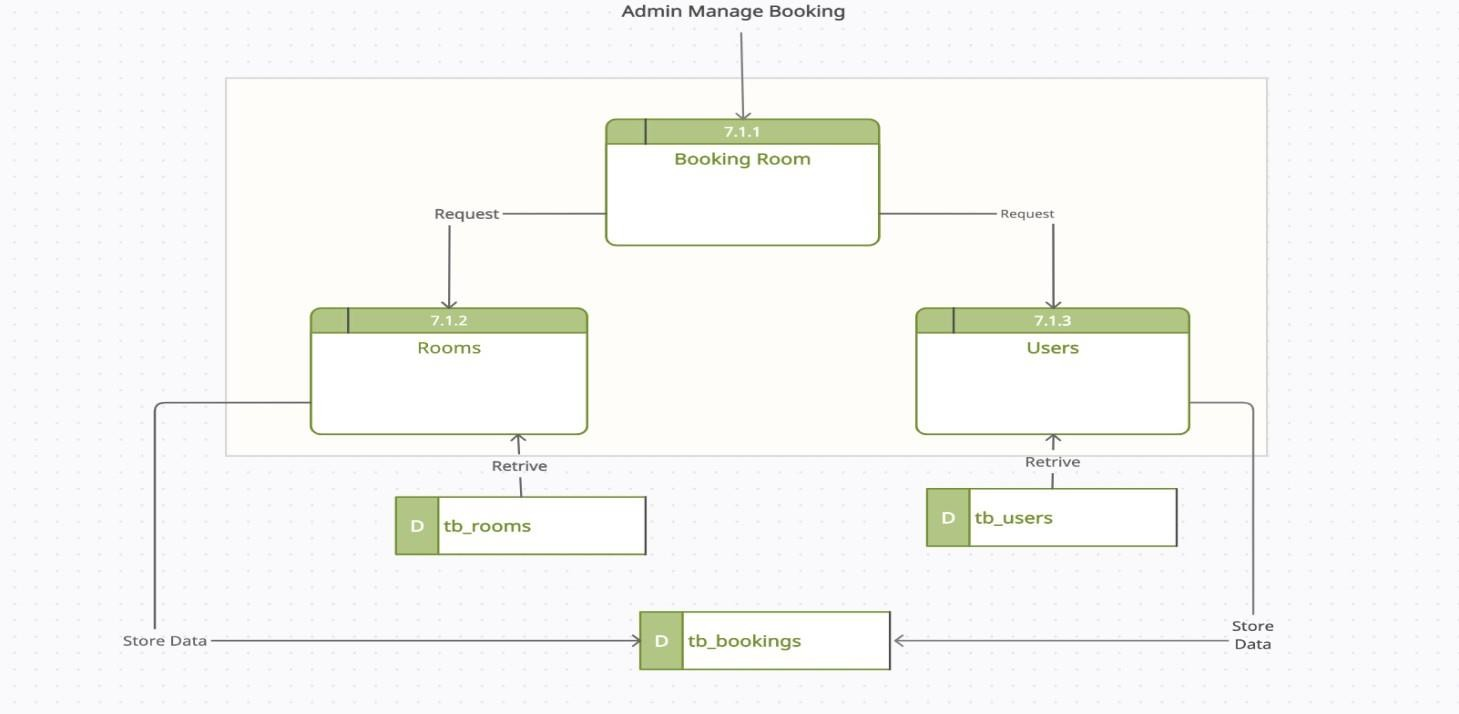 Admin Manage Booking
7.1.1
Booking Room
Request
Request
7.1.2
Rooms
7.1.3
Users
Retrive
Retrive
D tb_rooms
D tb_users
Store Data
D tb_bookings
Store
Data